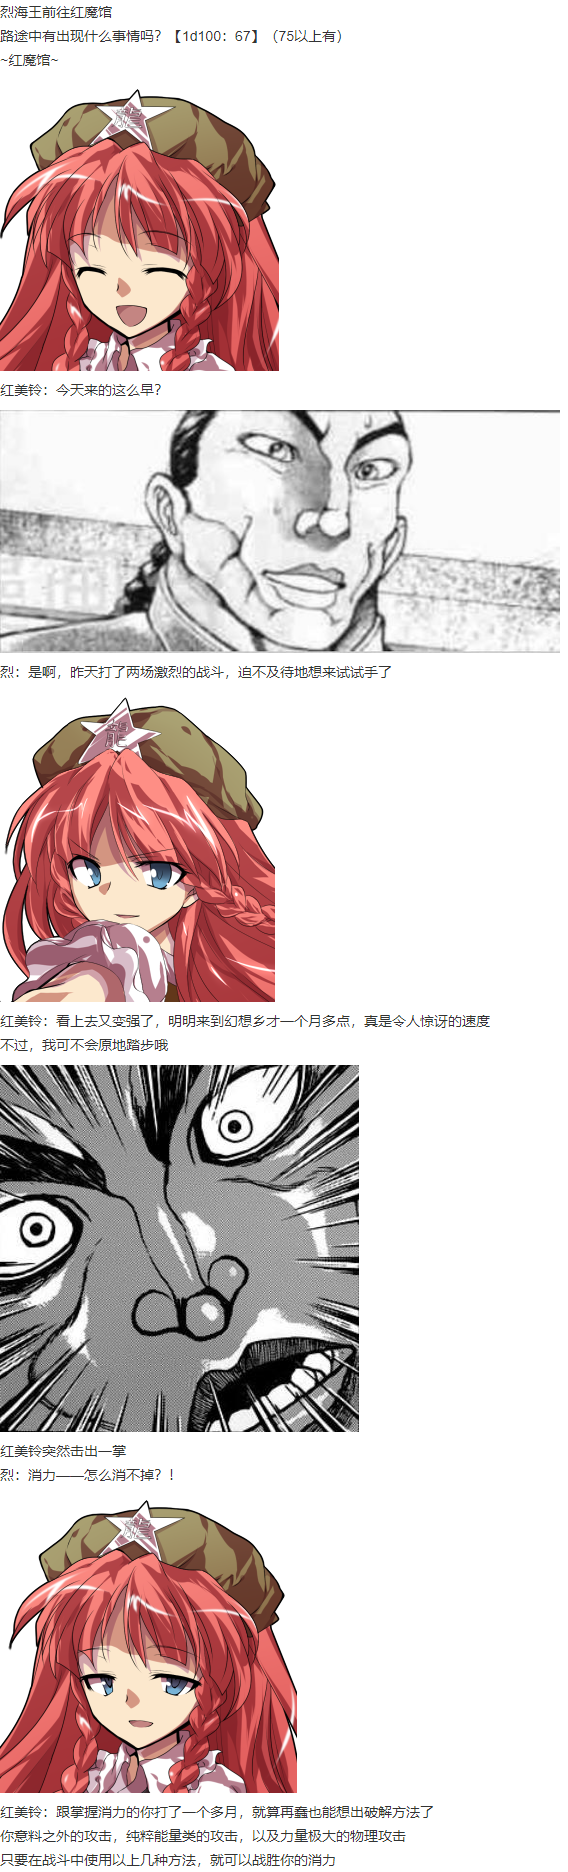 烈海王前往红魔馆
路途中有出现什么事情吗？【1d100：67】（75以上有）
~红魔馆~
红美铃：今天来的这么早？
烈：是啊，昨天打了两场激烈的战斗，迫不及待地想来试试手了
龍
红美铃：看上去又变强了，明明来到幻想乡才一个月多点，真是令人惊讶的速度
不过，我可不会原地踏步哦
红美铃突然击出一掌
烈：消力——怎么消不掉？！
红美铃：跟掌握消力的你打了一个多月，就算再蠢也能想出破解方法了
你意料之外的攻击，纯粹能量类的攻击，以及力量极大的物理攻击
只要在战斗中使用以上几种方法，就可以战胜你的消力